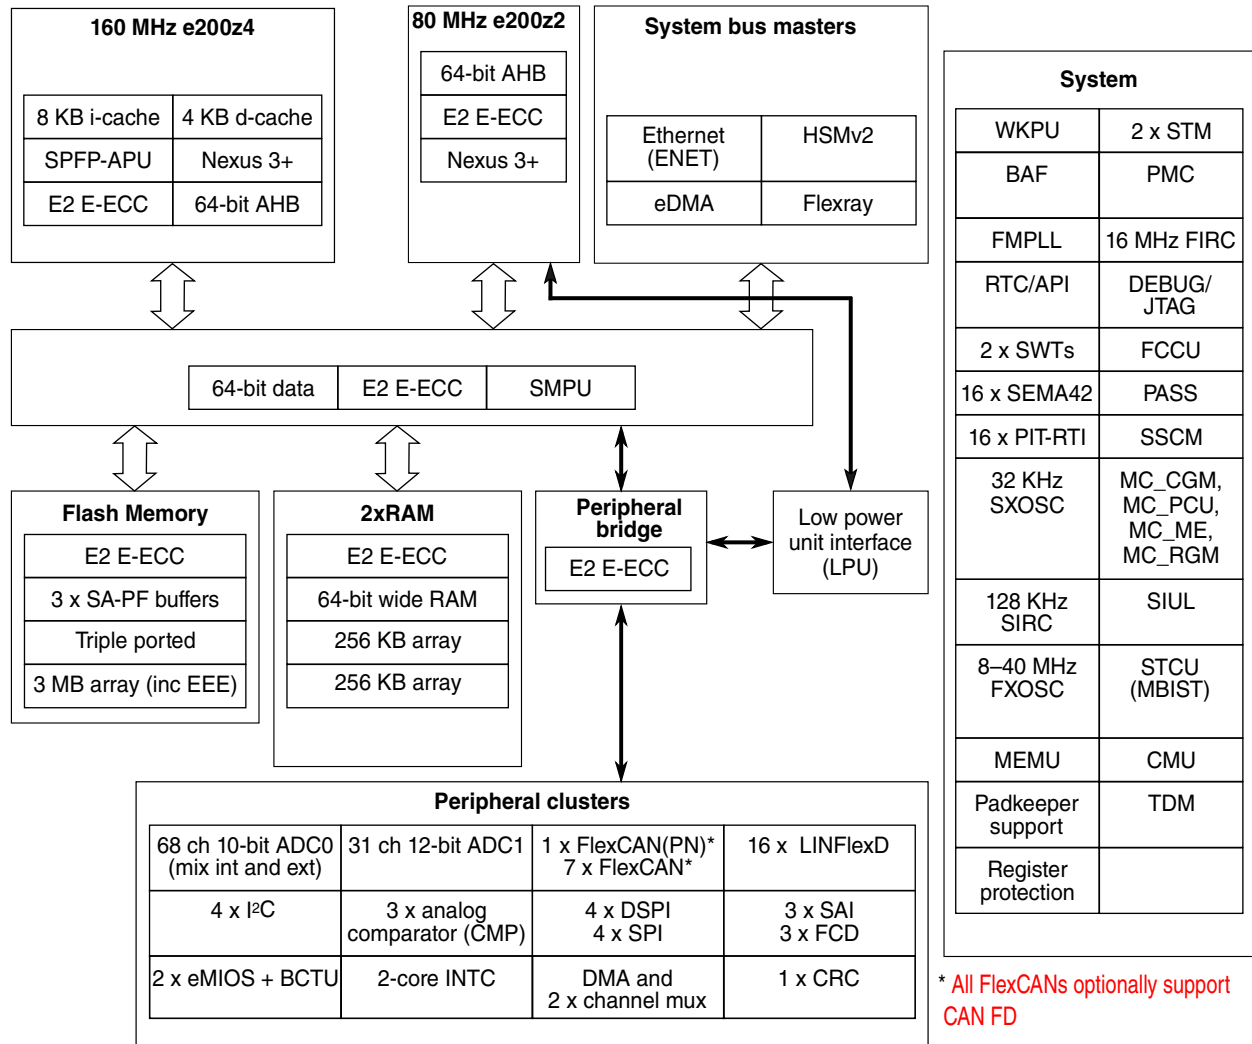 160 MHz e200z4
8 KB i-cache
4 KB d-cache
SPFP-APU
Nexus 3+
E2 E-ECC
64-bit AHB
80 MHz e200z2
64-bit AHB
E2 E-ECC
Nexus 3+
System bus masters
Ethernet
(ENET)
HSMv2
eDMA
Flexray
64-bit data
E2 E-ECC
SMPU
Flash Memory
E2 E-ECC
3 x SA-PF buffers
Triple ported
3 MB array (inc EEE)
2xRAM
E2 E-ECC
64-bit wide RAM
256 KB array
256 KB array
Peripheral
bridge
E2 E-ECC
Low power
unit interface
(LPU)
Peripheral clusters
68 ch 10-bit ADC0
(mix int and ext)
31 ch 12-bit ADC1
1 x FlexCAN(PN)*
7 x FlexCAN*
16 x LINFlexD
4 x I²C
3 x analog
comparator (CMP)
4 x DSPI
4 x SPI
3 x SAI
3 x FCD
2 x eMIOS + BCTU
2-core INTC
DMA and
2 x channel mux
1 x CRC
System
WKPU
2 x STM
BAF
PMC
FMPLL
16 MHz FIRC
RTC/API
DEBUG/
JTAG
2 x SWTs
FCCU
16 x SEMA42
PASS
16 x PIT-RTI
SSCM
32 KHz
SXOSC
MC_CGM,
MC_PCU,
MC_ME,
MC_RGM
128 KHz
SIRC
SIUL
8–40 MHz
FXOSC
STCU
(MBIST)
MEMU
CMU
Padkeeper
support
TDM
Register
protection
* All FlexCANs optionally support
CAN FD